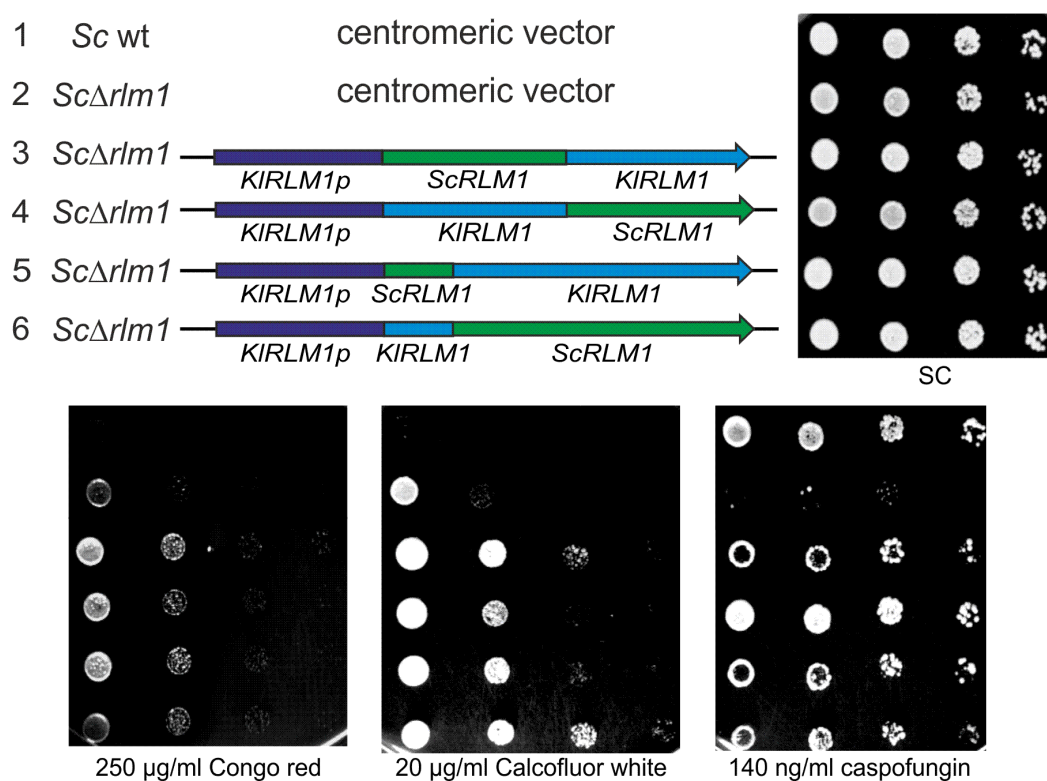 1 Sc wt centromeric vector
2 ScΔrlm1 centromeric vector
3 ScΔrlm1
KlRLM1p ScRLM1 KlRLM1
4 ScΔrlm1
KlRLM1p KlRLM1 ScRLM1
5 ScΔrlm1
KlRLM1p ScRLM1 KlRLM1
6 ScΔrlm1
KlRLM1p KlRLM1 ScRLM1
SC
250 µg/ml Congo red 20 µg/ml Calcofluor white 140 ng/ml caspofungin